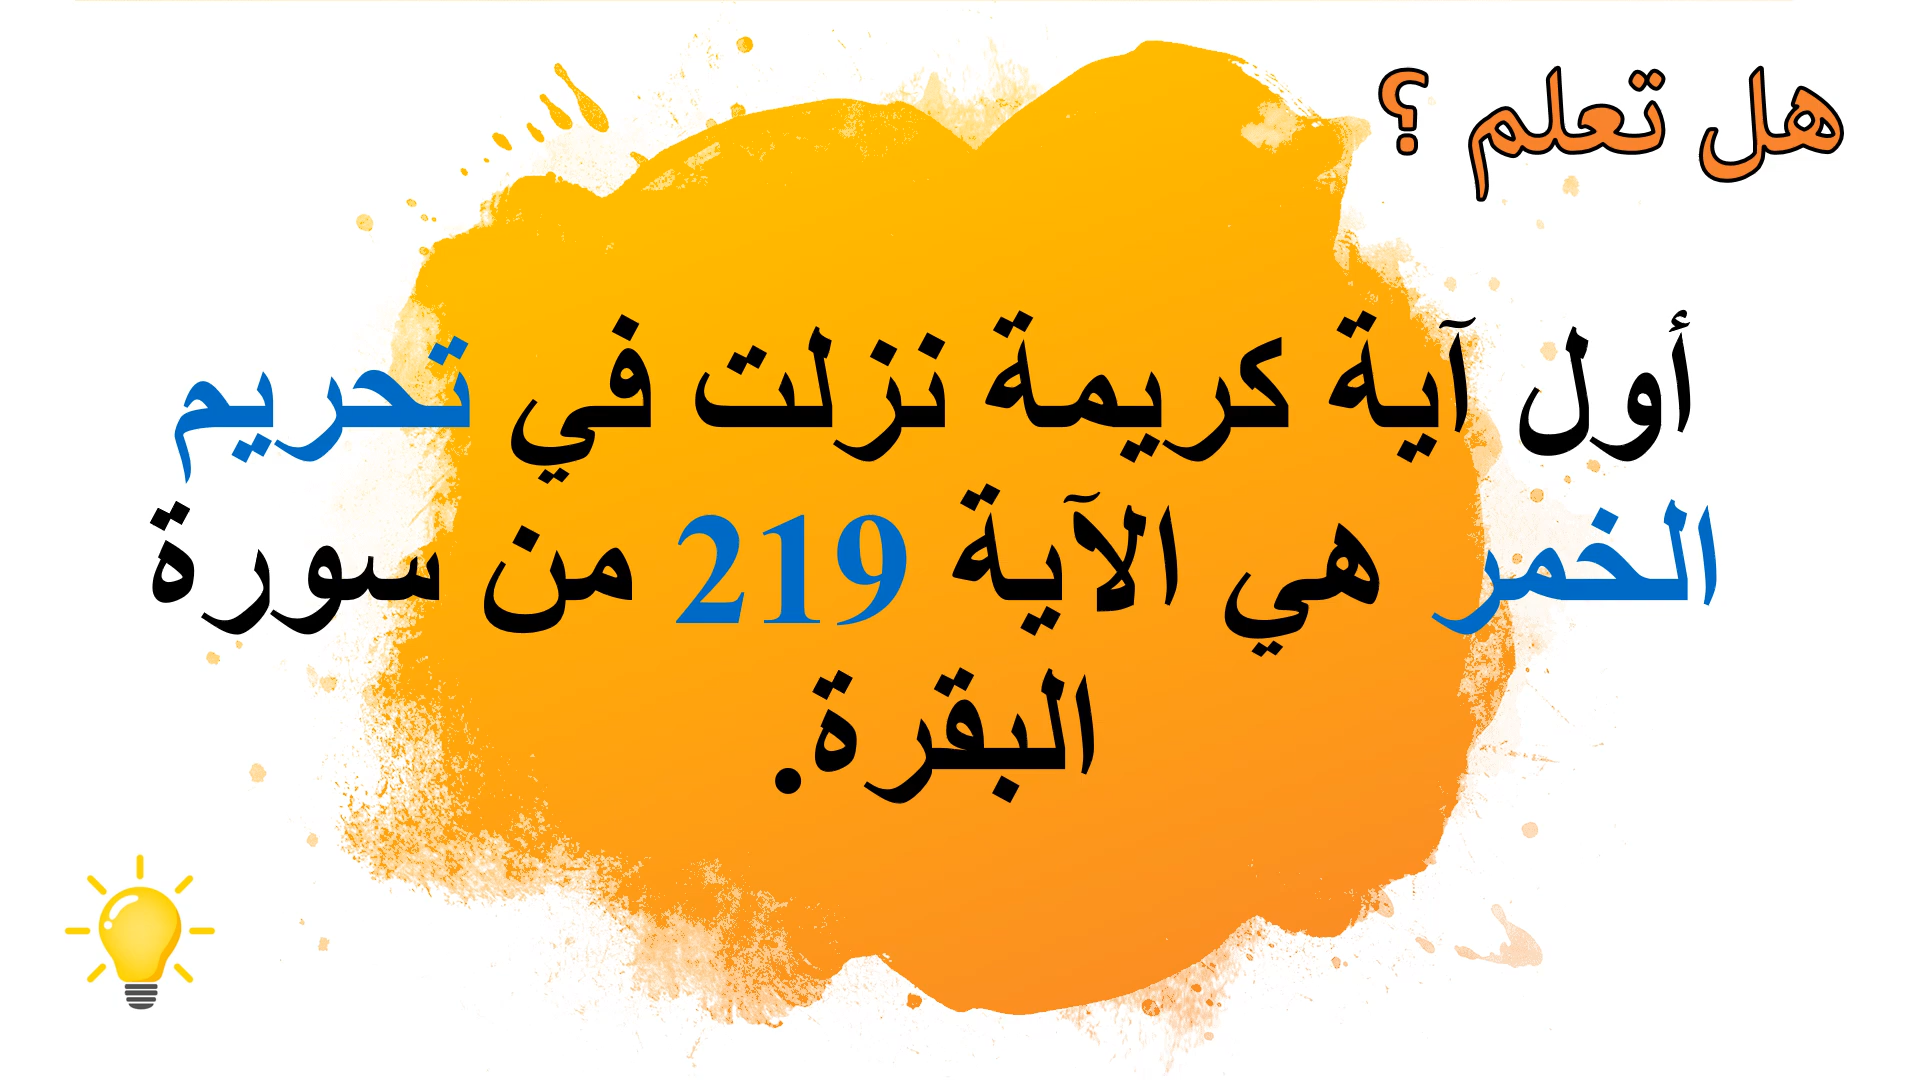 هل تعلم ؟
أول آية كريمة نزلت في تحريم
الخمر هي الآية 219 من سورة
البقرة.